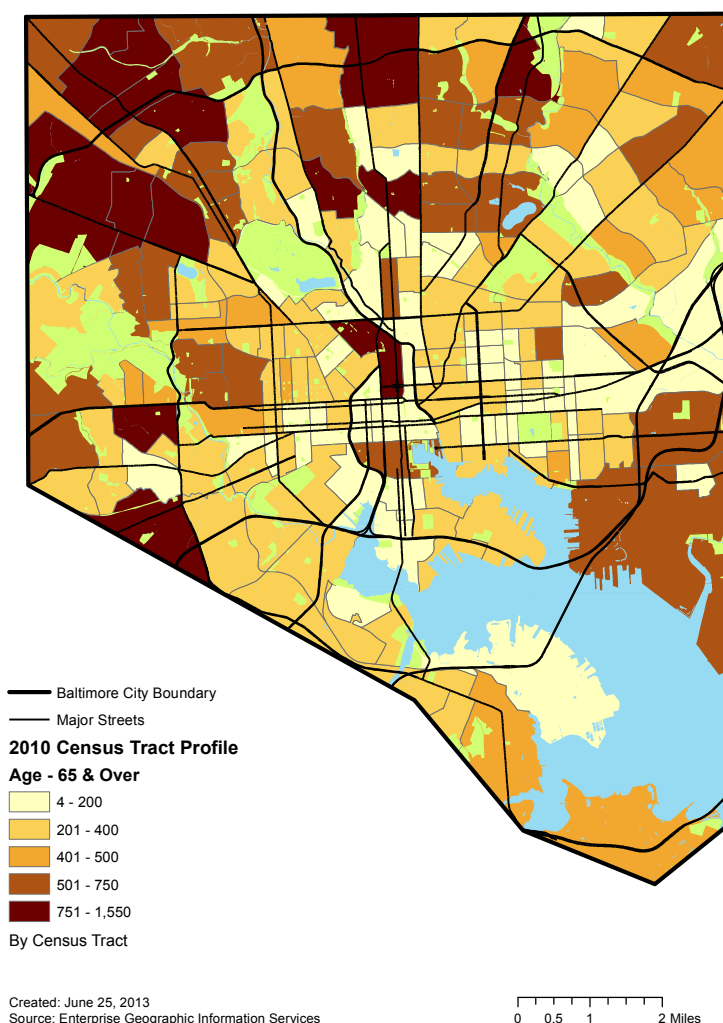 Baltimore City Boundary
Major Streets
2010 Census Tract Profile
Age - 65 & Over
4 - 200
201 - 400
401 - 500
501 - 750
751 - 1,550
By Census Tract
Created: June 25, 2013
Source: Enterprise Geographic Information Services
0 0.5 1 2 Miles